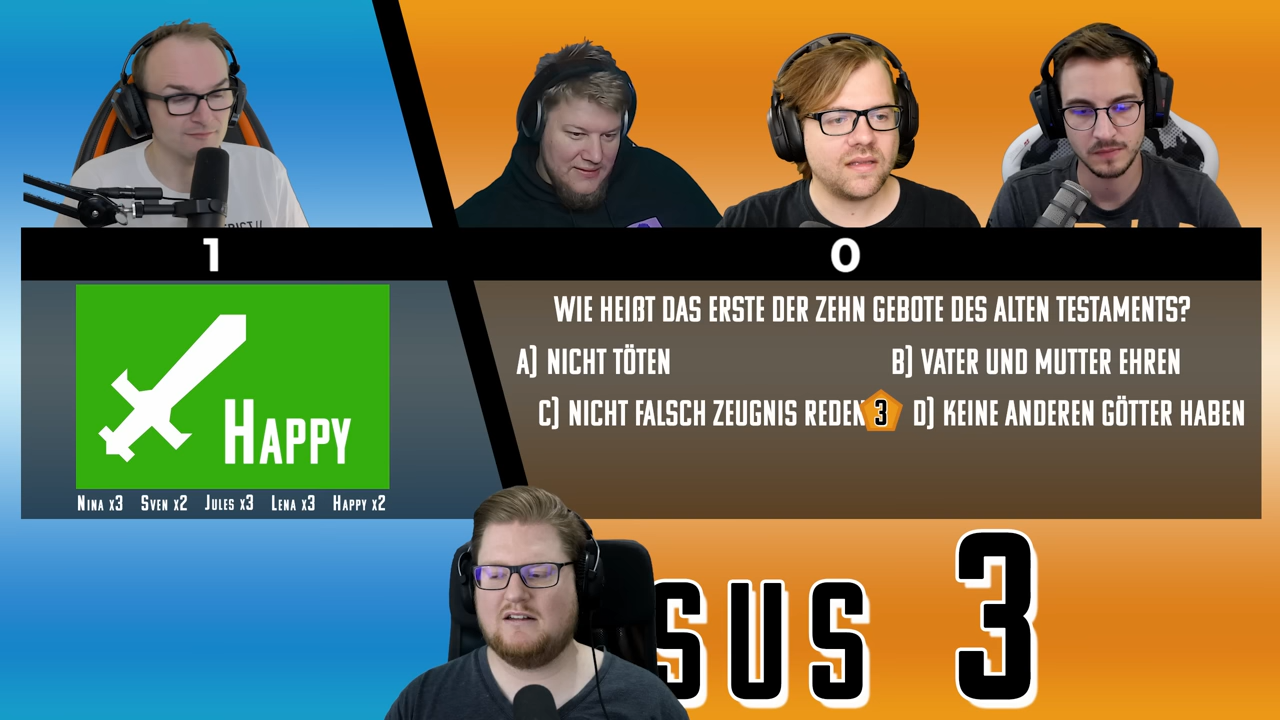 1
0
Happy
Nina x3 Sven x2 Jules x3 Lena x3 Happy x2
WIE HEIßT DAS ERSTE DER ZEHN GEBOTE DES ALTEN TESTAMENTS?
A) NICHT TÖTEN
B) VATER UND MUTTER EHREN
C) NICHT FALSCH ZEUGNIS REDEN
3
D) KEINE ANDEREN GÖTTER HABEN
SUS 3